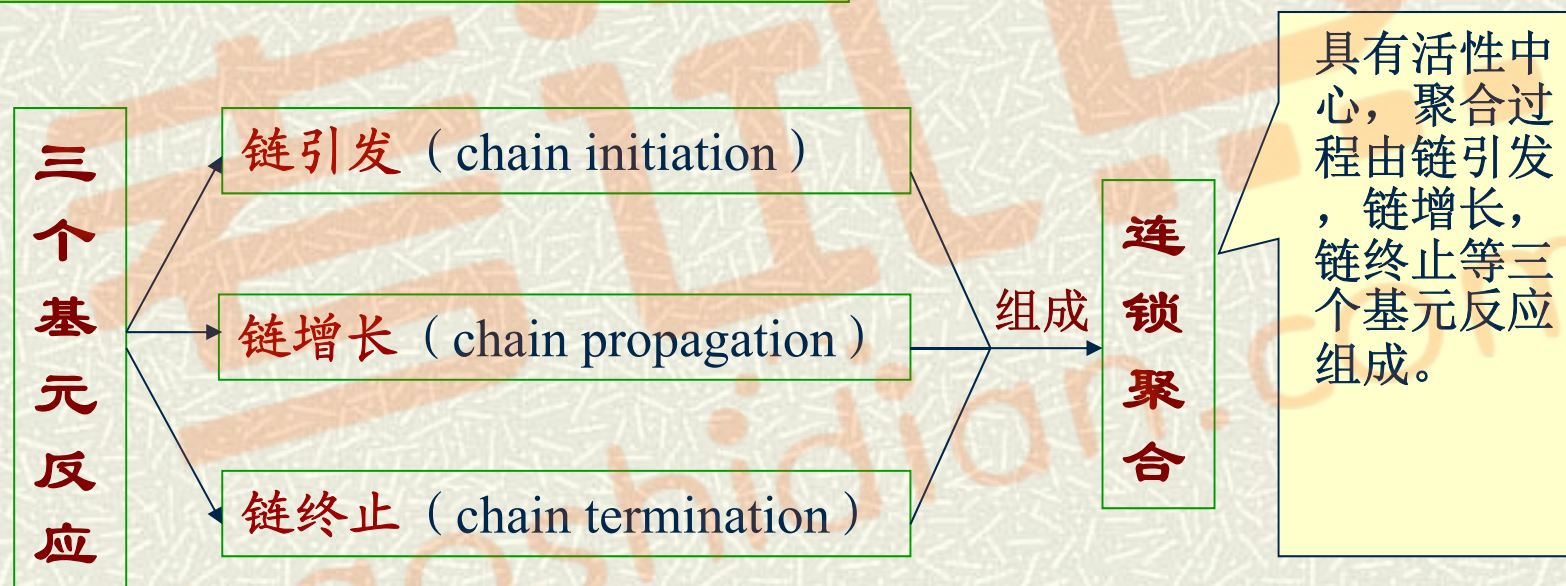 三个基元反应
链引发（chain initiation）
链增长（chain propagation）
链终止（chain termination）
组成
连锁聚合
具有活性中
心，聚合过
程由链引发
，链增长，
链终止等三
个基元反应
组成。